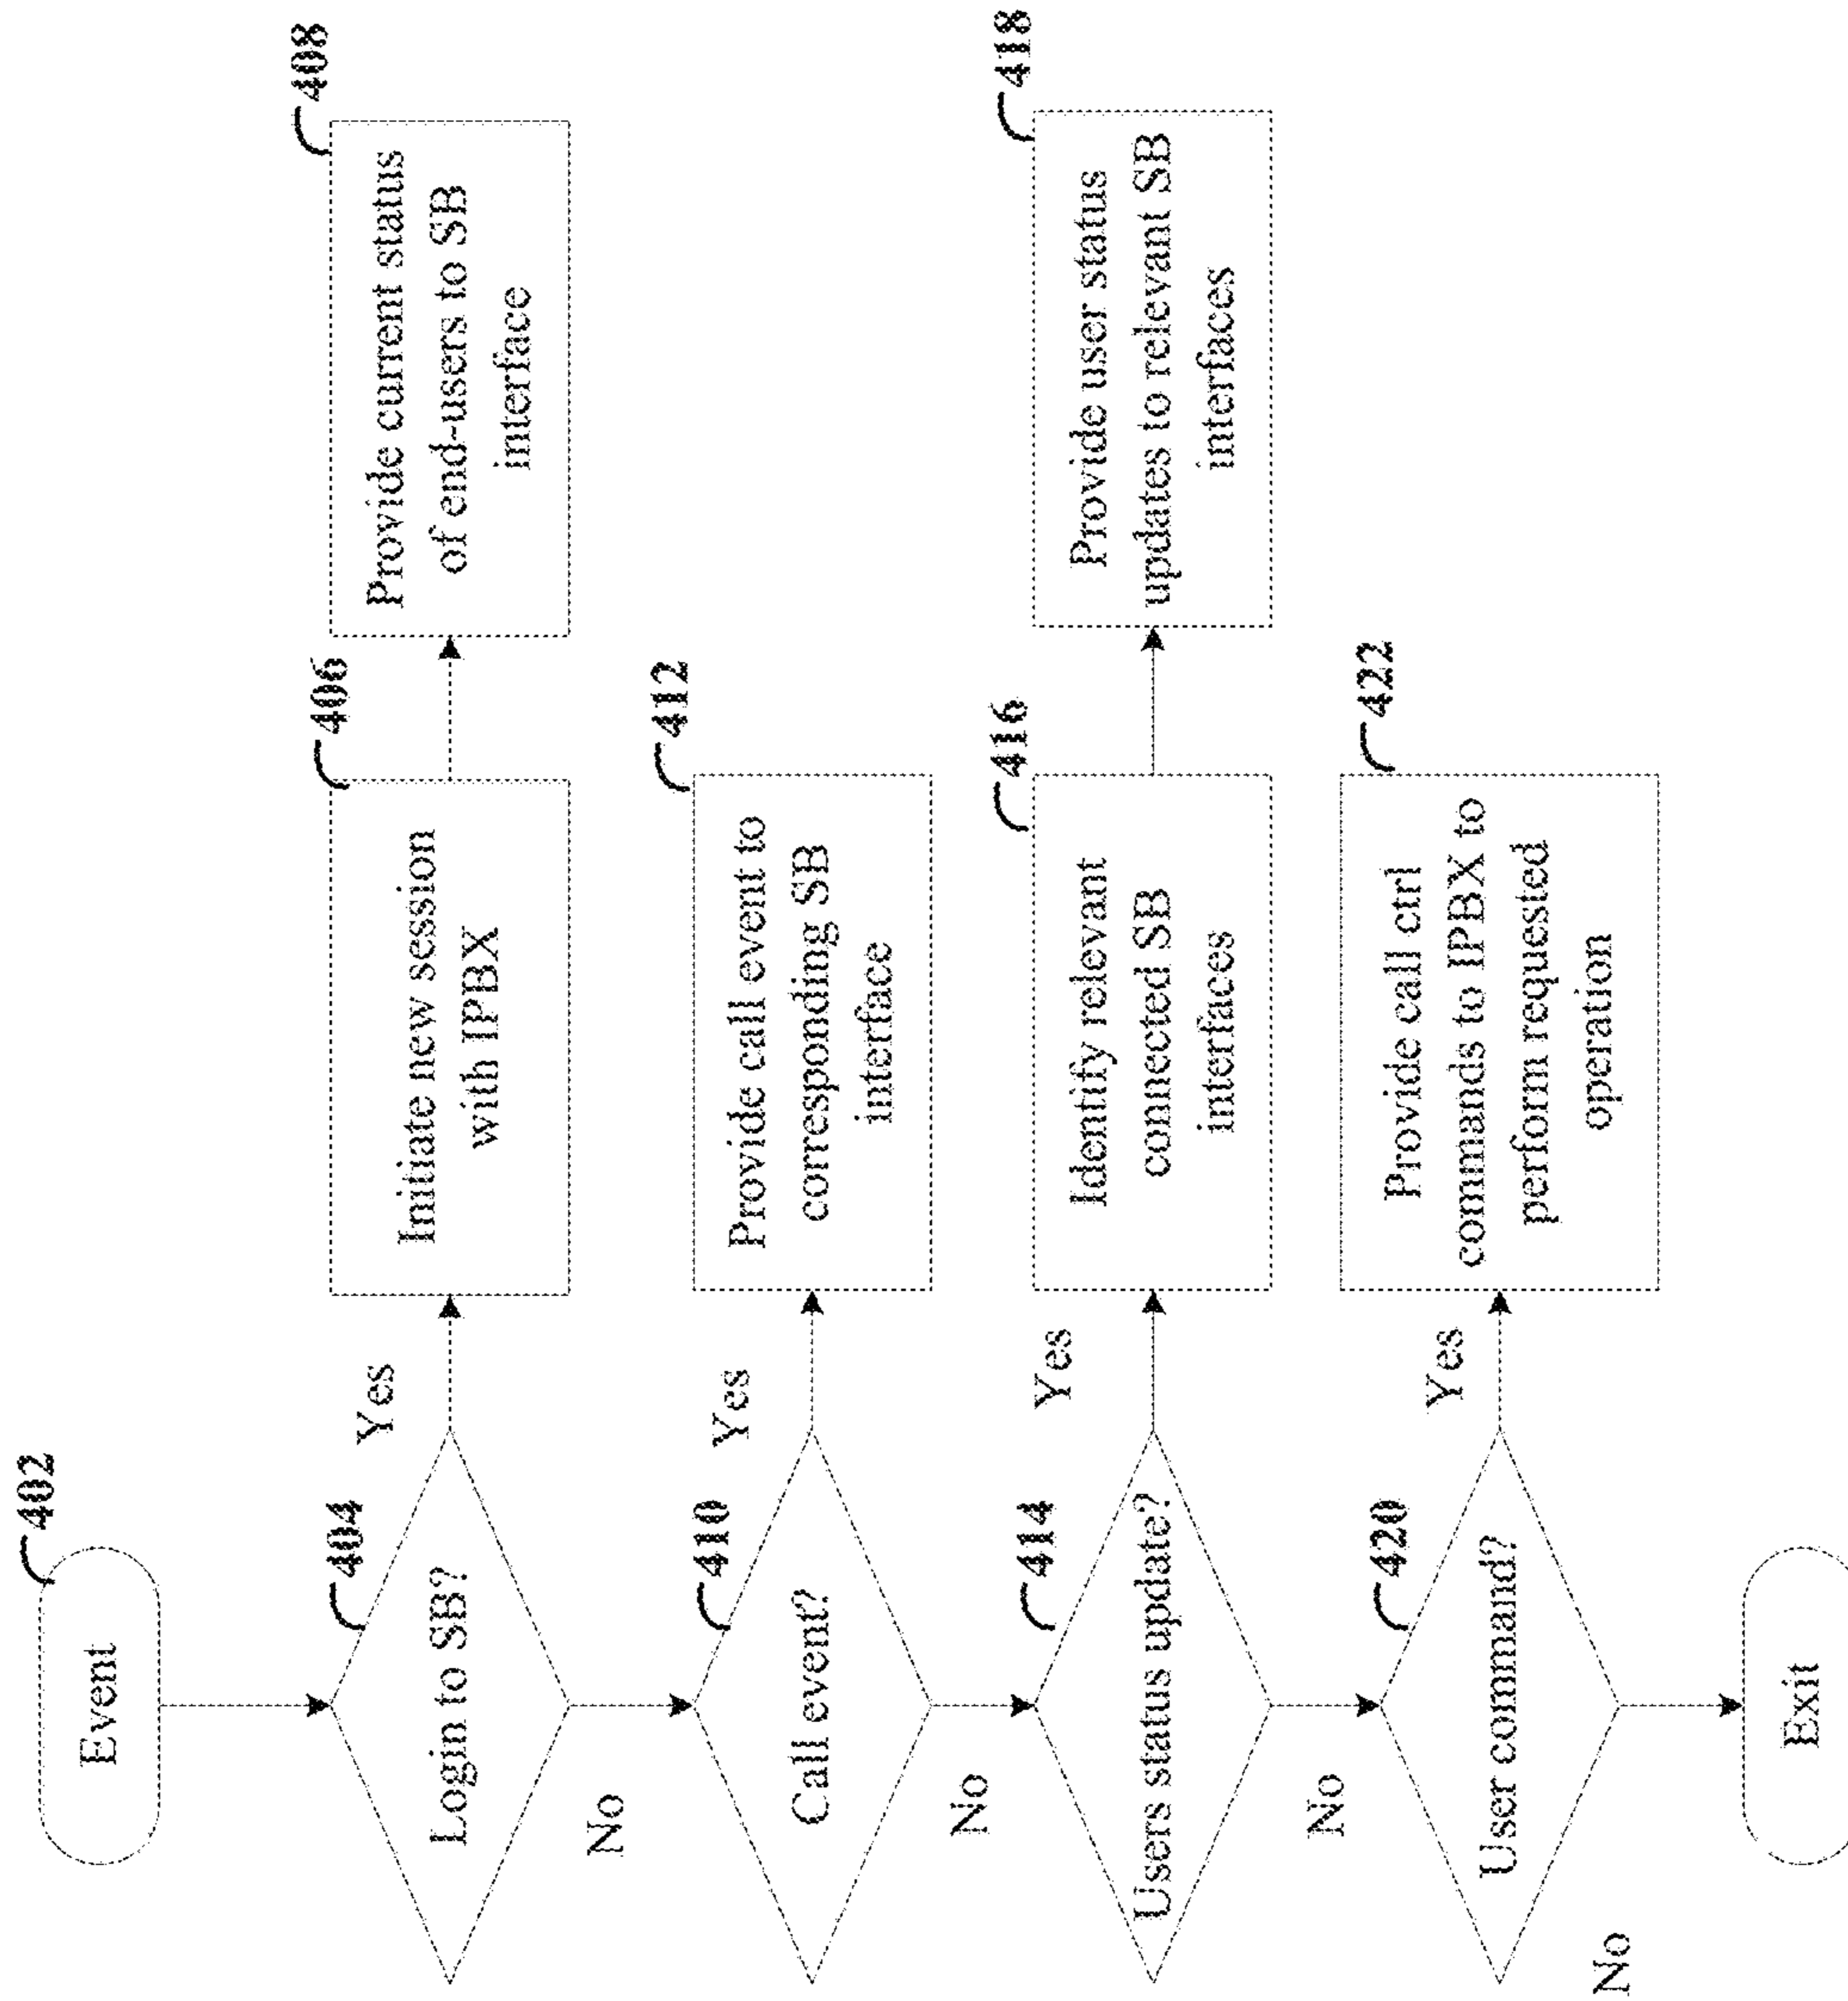 402
Event
404
Login to SB?
Yes
406
Initiate new session
with IPBX
408
Provide current status
of end-users to SB
interface
No
410
Call event?
Yes
412
Provide call event to
corresponding SB
interface
No
414
Users status update?
Yes
416
Identify relevant
connected SB
interfaces
418
Provide user status
updates to relevant SB
interfaces
No
420
User command?
Yes
422
Provide call ctrl
commands to IPBX to
perform requested
operation
No
Exit